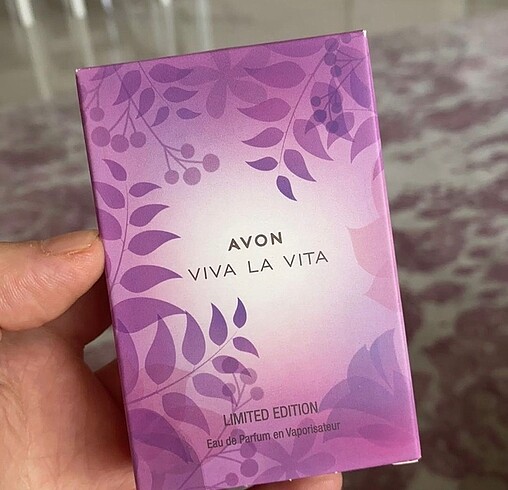 AVON
VIVA LA VITA
LIMITED EDITION
Eau de Parfum en Vaporisateur